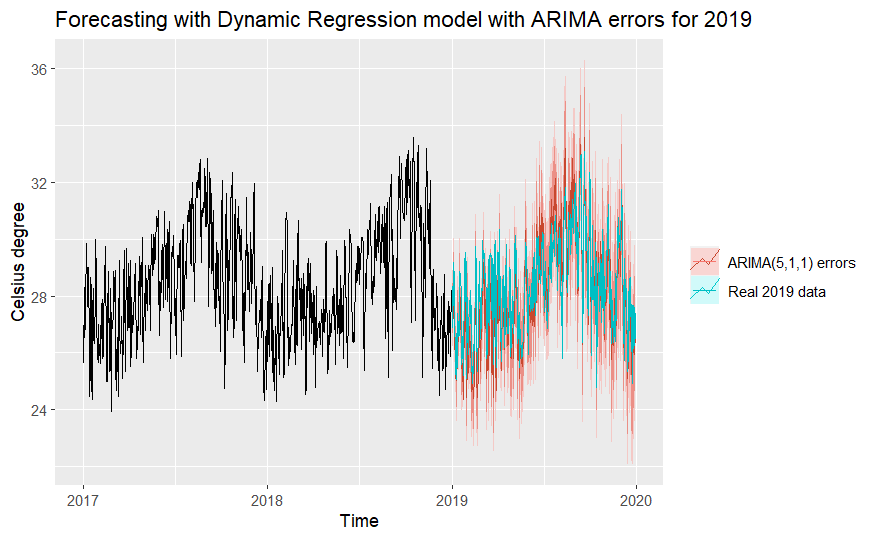 Forecasting with Dynamic Regression model with ARIMA errors for 2019
Celsius degree
36
32
28
24
2017
2018
2019
2020
Time
ARIMA(5,1,1) errors
Real 2019 data